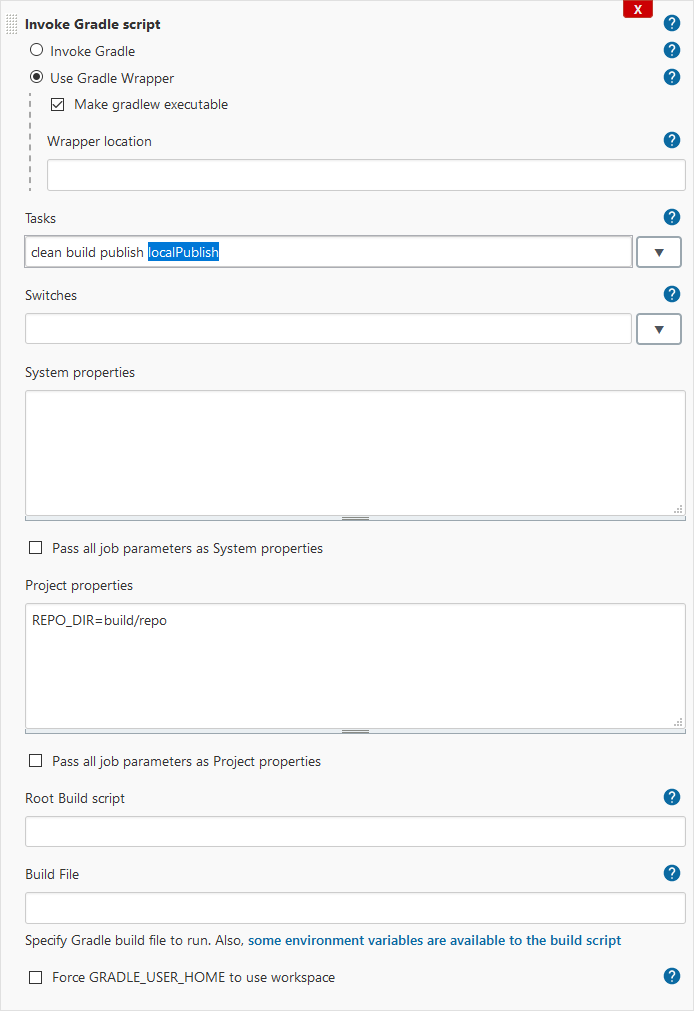 X
Invoke Gradle script ?
Invoke Gradle ?
Use Gradle Wrapper ?
Make gradlew executable
Wrapper location ?
Tasks ?
clean build publish localPublish ▼
Switches ?
▼
System properties
Pass all job parameters as System properties
Project properties
REPO_DIR=build/repo
Pass all job parameters as Project properties
Root Build script ?
Build File ?
Specify Gradle build file to run. Also, some environment variables are available to the build script
Force GRADLE_USER_HOME to use workspace ?